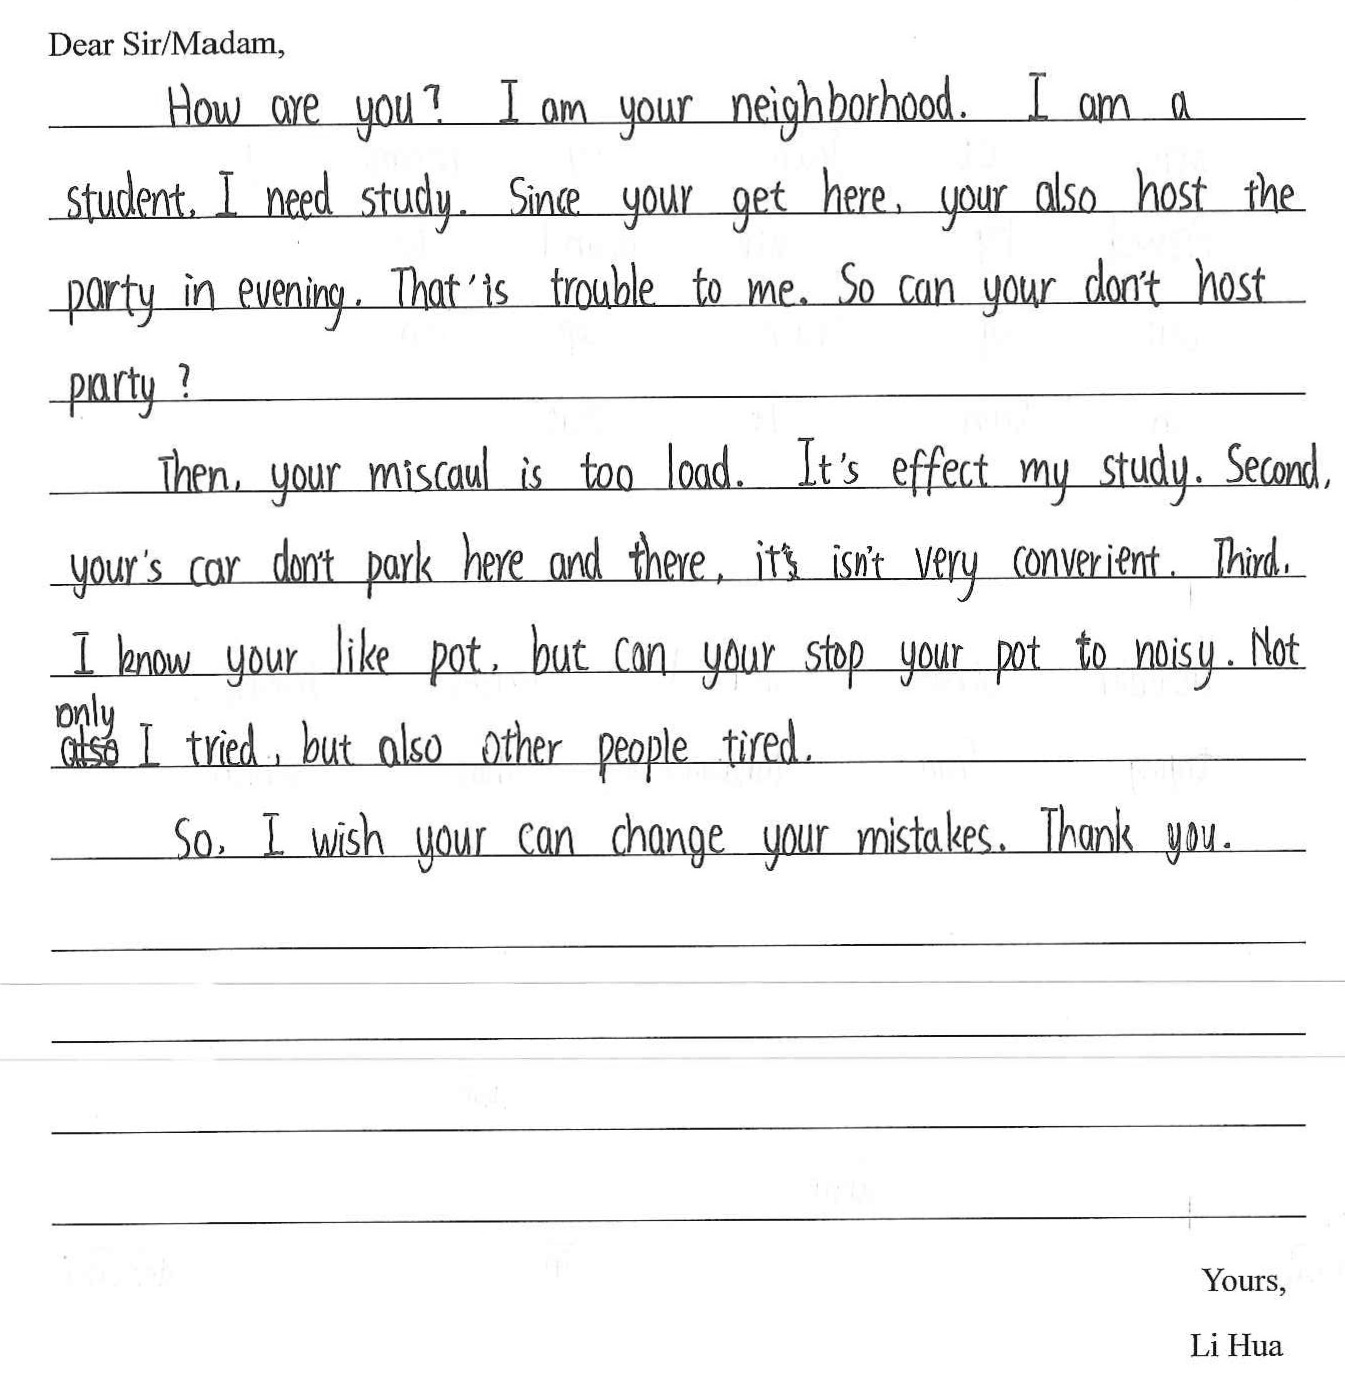 Dear Sir/Madam,
How are you? I am your neighborhood. I am a
student. I need study. Since your get here, your also host the
party in evening. That'is trouble to me. So can your don't host
party?
Then, your miscaul is too load. It's effect my study. Second,
your's car don't park here and there, it's isn't very converient. Third.
I know your like pot, but can your stop your pot to noisy. Not
only
I tried, but also other people tired.
So, I wish your can change your mistakes. Thank you.
Yours,
Li Hua